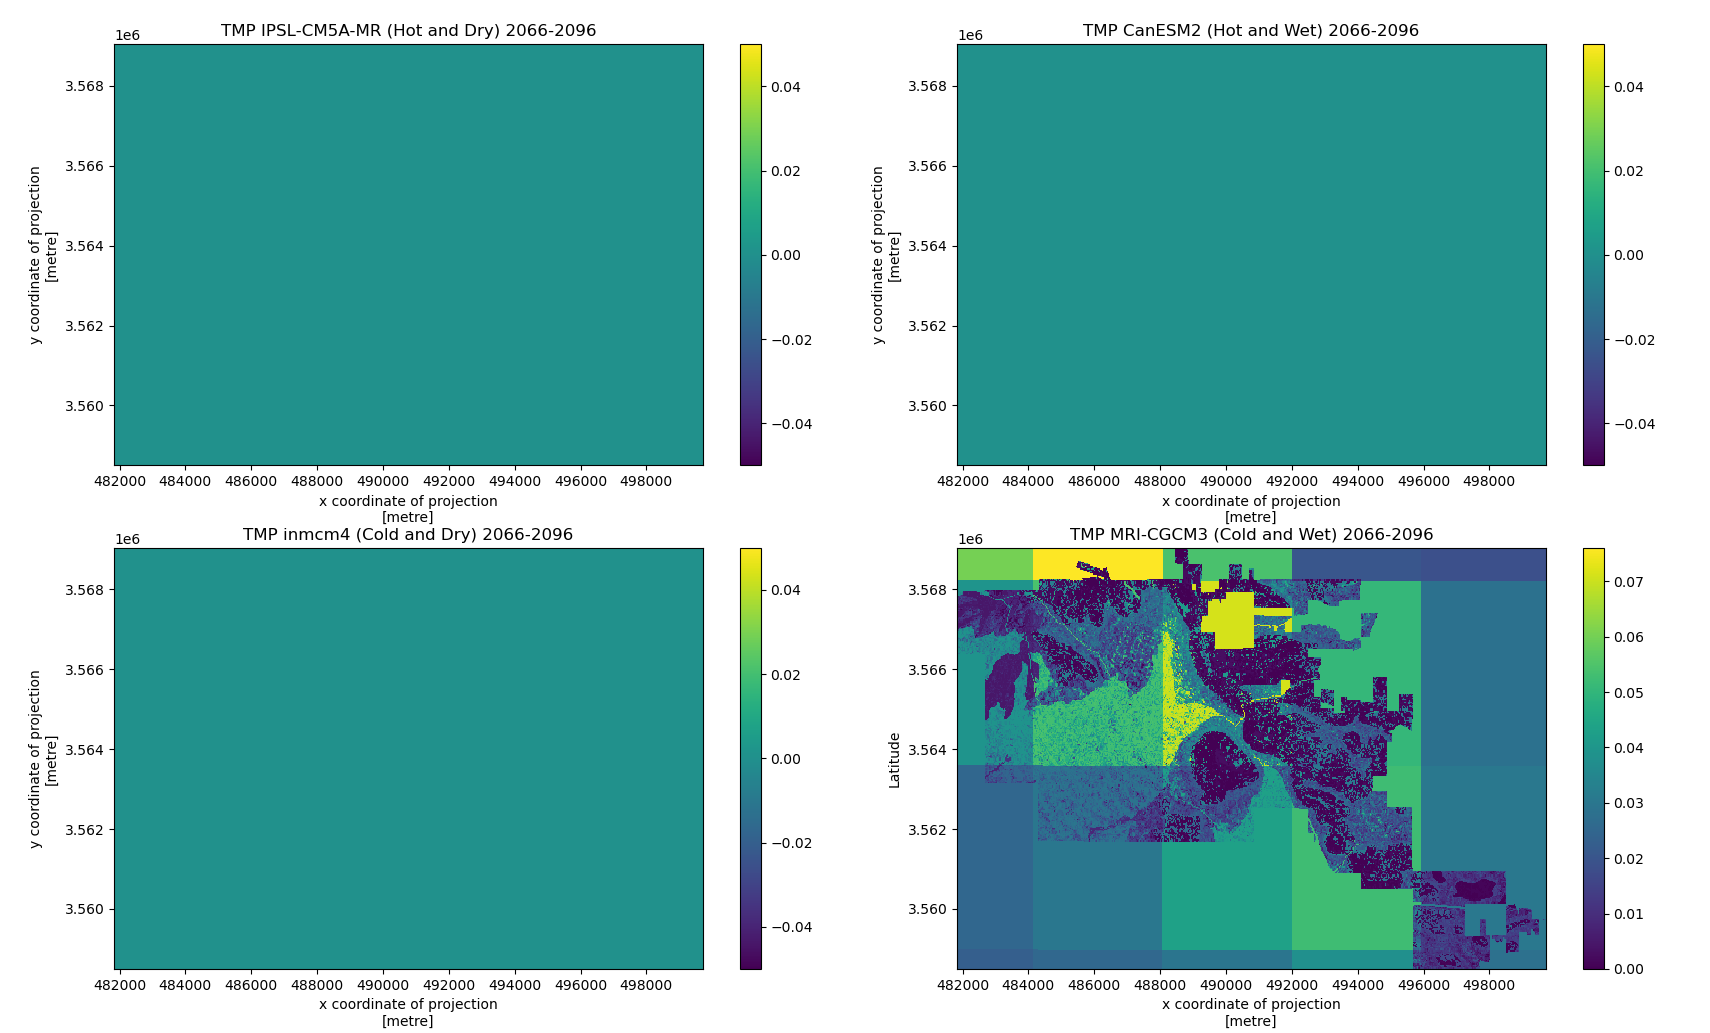 TMP IPSL-CM5A-MR (Hot and Dry) 2066-2096
1e6
3.568
3.566
3.564
3.562
3.560
y coordinate of projection
[metre]
482000 484000 486000 488000 490000 492000 494000 496000 498000
x coordinate of projection
[metre]
0.04
0.02
0.00
−0.02
−0.04
TMP CanESM2 (Hot and Wet) 2066-2096
1e6
3.568
3.566
3.564
3.562
3.560
y coordinate of projection
[metre]
482000 484000 486000 488000 490000 492000 494000 496000 498000
x coordinate of projection
[metre]
0.04
0.02
0.00
−0.02
−0.04
TMP inmcm4 (Cold and Dry) 2066-2096
1e6
3.568
3.566
3.564
3.562
3.560
y coordinate of projection
[metre]
482000 484000 486000 488000 490000 492000 494000 496000 498000
x coordinate of projection
[metre]
0.04
0.02
0.00
−0.02
−0.04
TMP MRI-CGCM3 (Cold and Wet) 2066-2096
1e6
3.568
3.566
3.564
3.562
3.560
Latitude
482000 484000 486000 488000 490000 492000 494000 496000 498000
x coordinate of projection
[metre]
0.07
0.06
0.05
0.04
0.03
0.02
0.01
0.00